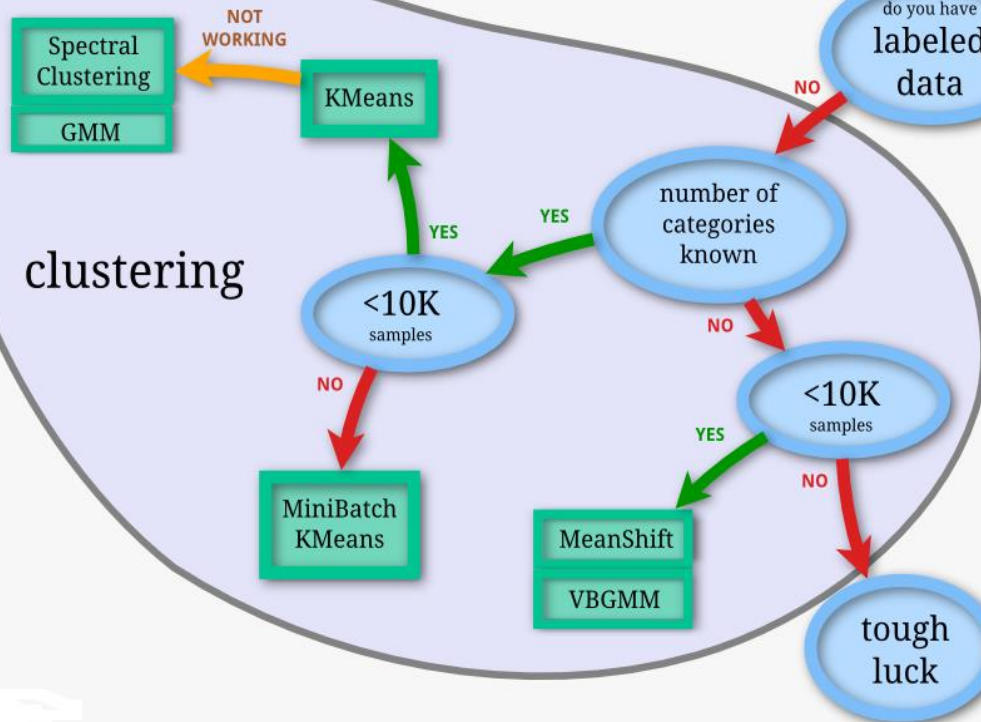 do you have
labeled
data
NO
NOT
WORKING
Spectral
Clustering
GMM
KMeans
number of
categories
known
YES
YES
clustering
<10K
samples
NO
NO
<10K
samples
YES
NO
MiniBatch
KMeans
MeanShift
VBGMM
tough
luck